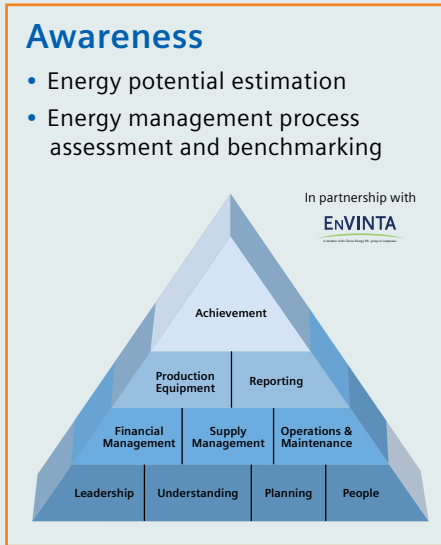 Awareness
• Energy potential estimation
• Energy management process
assessment and benchmarking
In partnership with
ENVINTA
Achievement
Production
Equipment
Reporting
Financial
Management
Supply
Management
Operations &
Maintenance
Leadership
Understanding
Planning
People